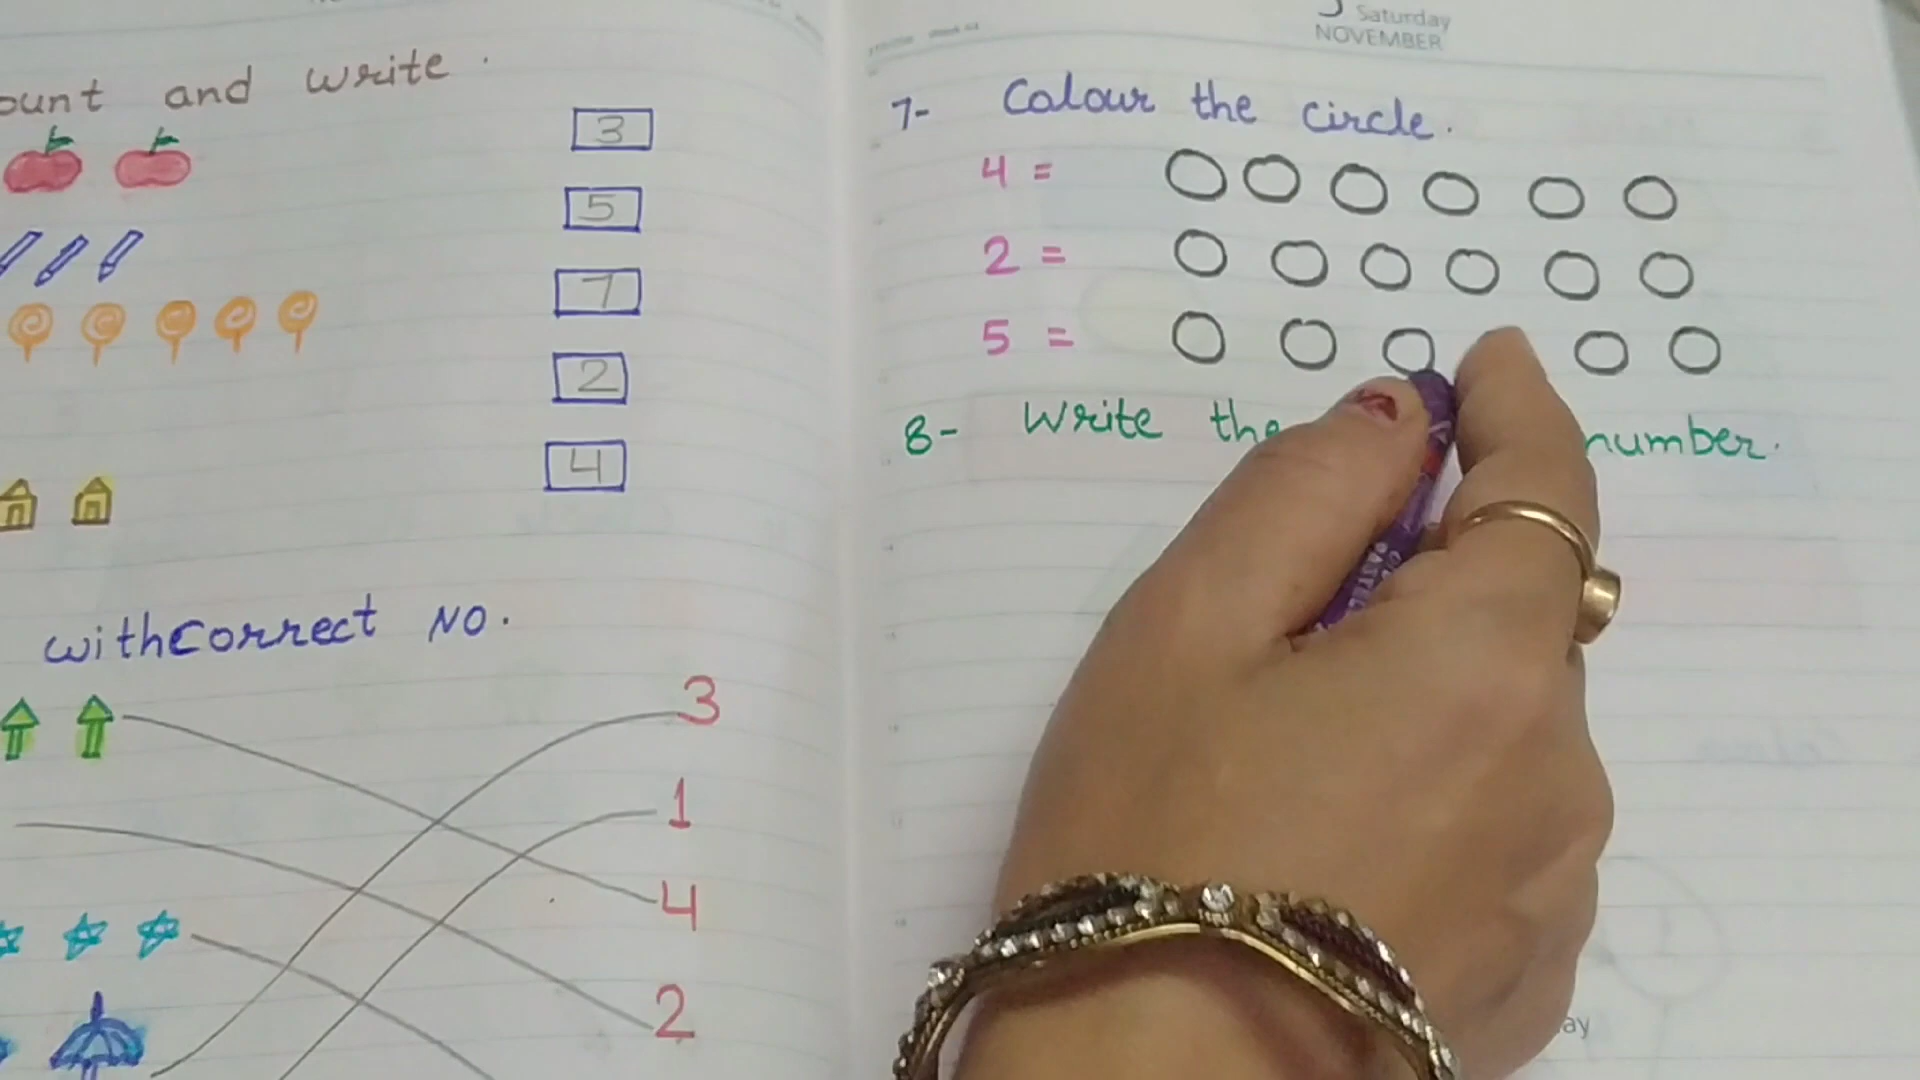 ount and write.
3
5
7
2
4
withcorrect NO.
3
1
4
2
Saturday
NOVEMBER
7- Colour the circle.
4 =
2 =
5 =
8- Write the number.
ay